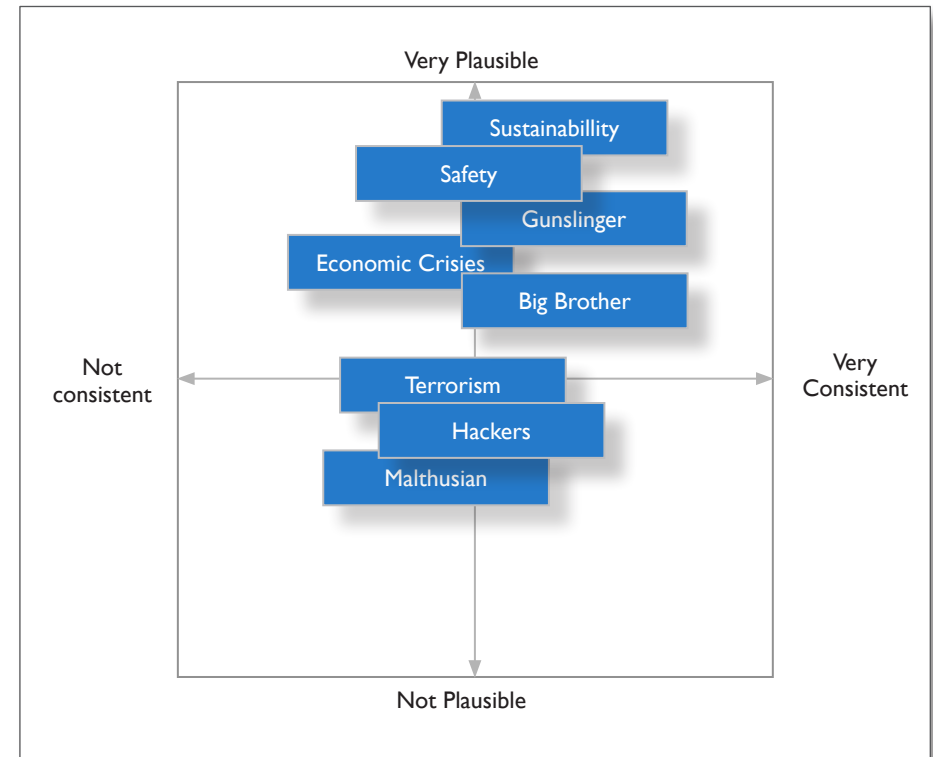 Very Plausible
Sustainabillity
Safety
Gunslinger
Economic Crisies
Big Brother
Not
consistent
Very
Consistent
Terrorism
Hackers
Malthusian
Not Plausible